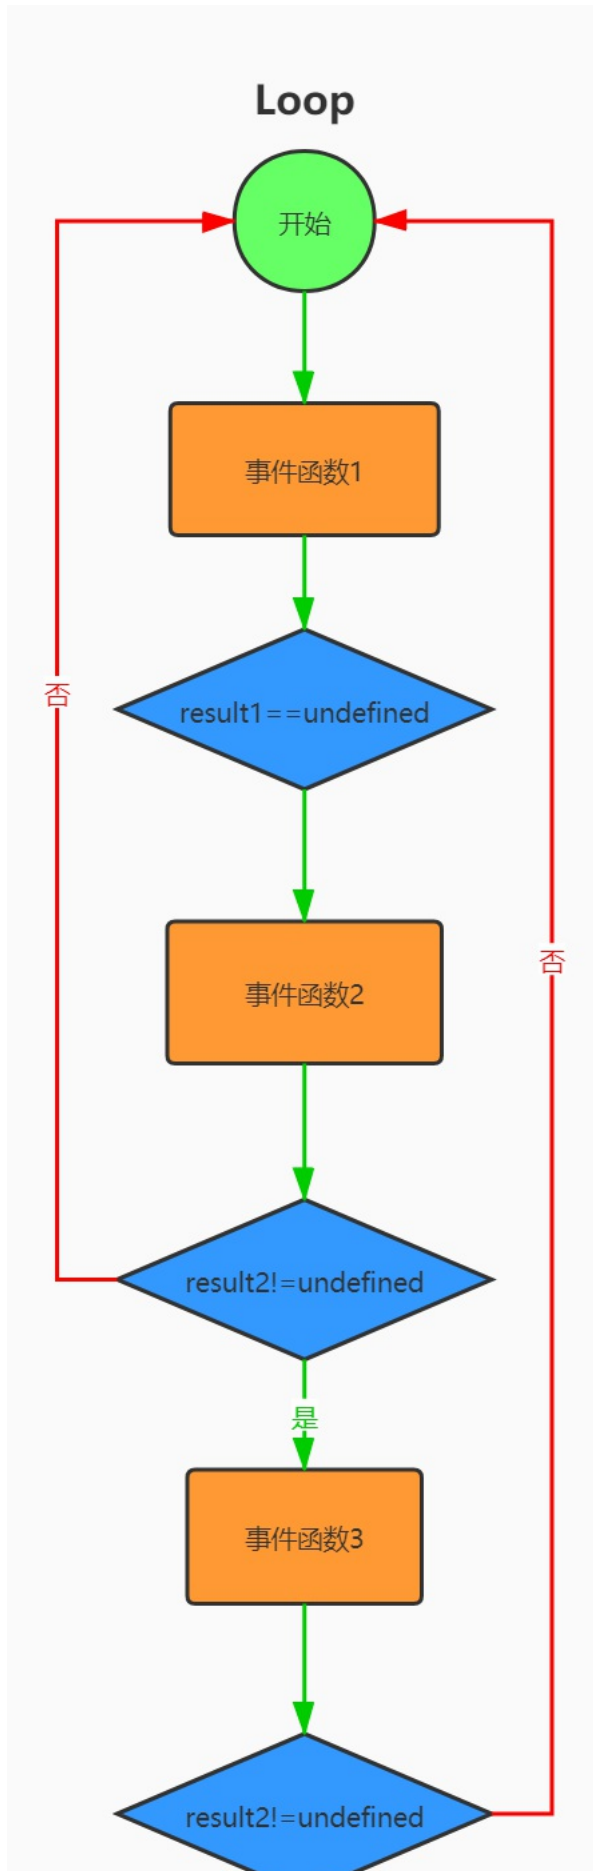 Loop
开始
事件函数1
否
result1==undefined
否
事件函数2
result2!=undefined
是
事件函数3
result2!=undefined